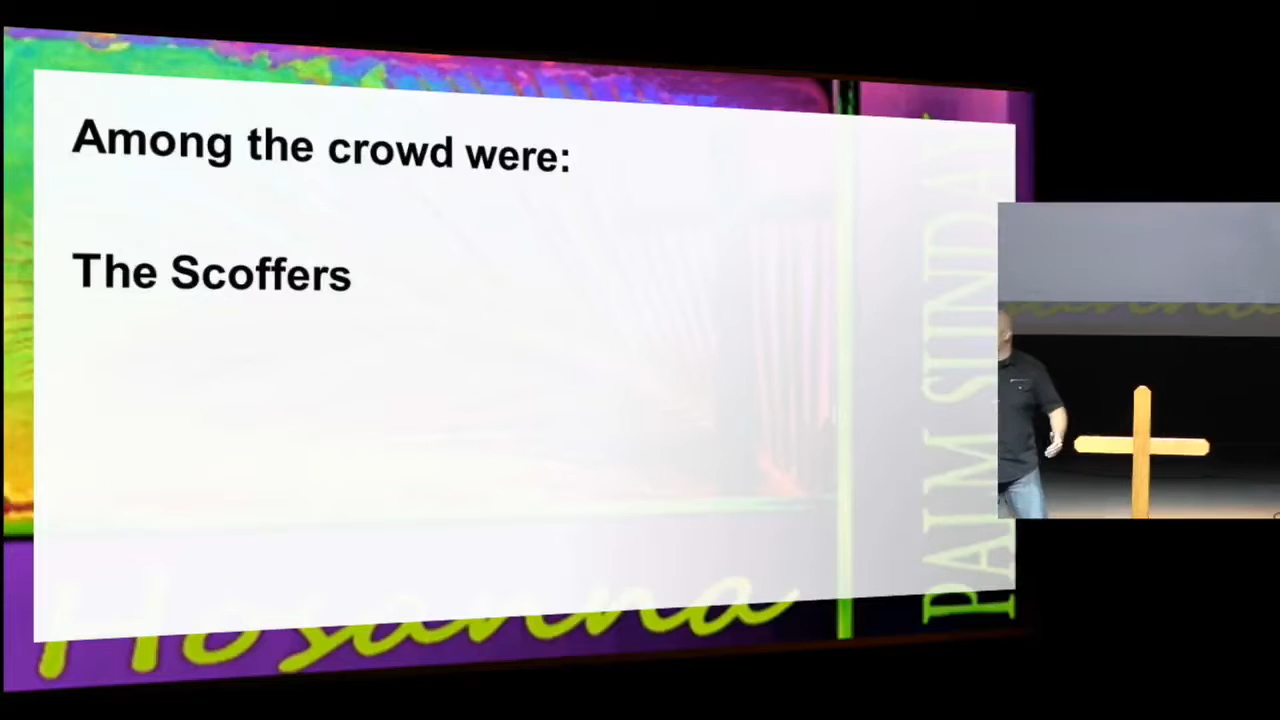 Among the crowd were:
The Scoffers
Hosanna
PALM SUNDAY